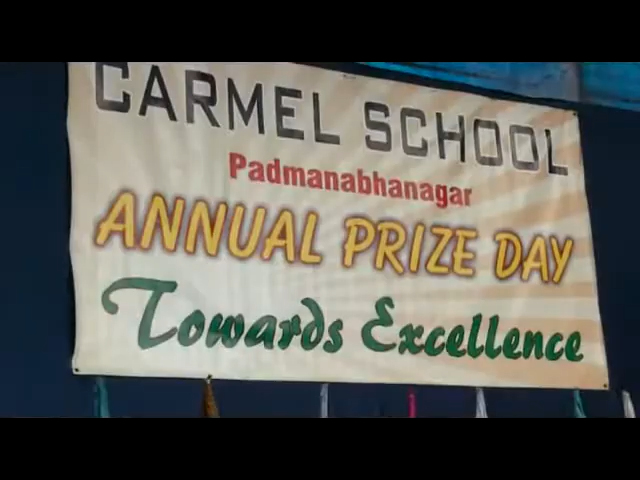 CARMEL SCHOOL
Padmanabhanagar
ANNUAL PRIZE DAY
Towards Excellence